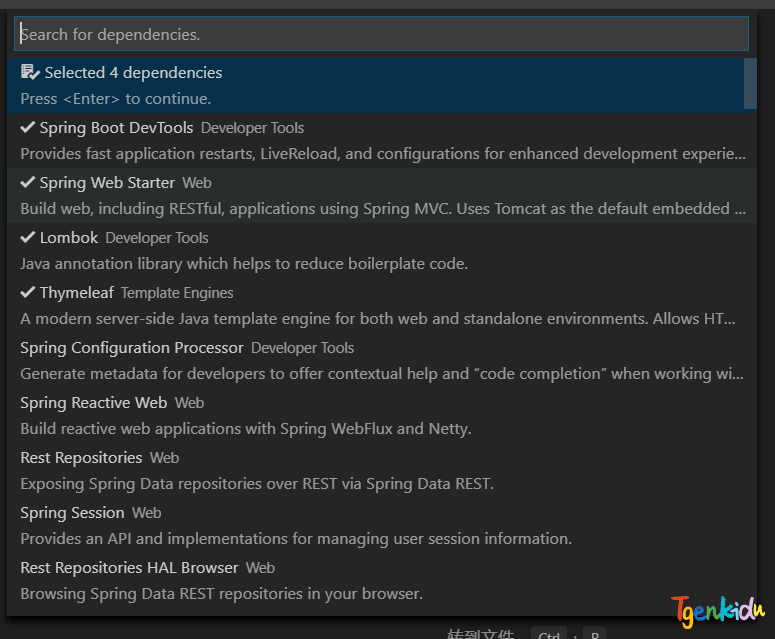 Search for dependencies.
Selected 4 dependencies
Press <Enter> to continue.
Spring Boot DevTools Developer Tools
Provides fast application restarts, LiveReload, and configurations for enhanced development experie...
Spring Web Starter Web
Build web, including RESTful, applications using Spring MVC. Uses Tomcat as the default embedded ...
Lombok Developer Tools
Java annotation library which helps to reduce boilerplate code.
Thymeleaf Template Engines
A modern server-side Java template engine for both web and standalone environments. Allows HT...
Spring Configuration Processor Developer Tools
Generate metadata for developers to offer contextual help and “code completion” when working wi...
Spring Reactive Web Web
Build reactive web applications with Spring WebFlux and Netty.
Rest Repositories Web
Exposing Spring Data repositories over REST via Spring Data REST.
Spring Session Web
Provides an API and implementations for managing user session information.
Rest Repositories HAL Browser Web
Browsing Spring Data REST repositories in your browser.
Tgenkidu
转到文件 Ctrl +